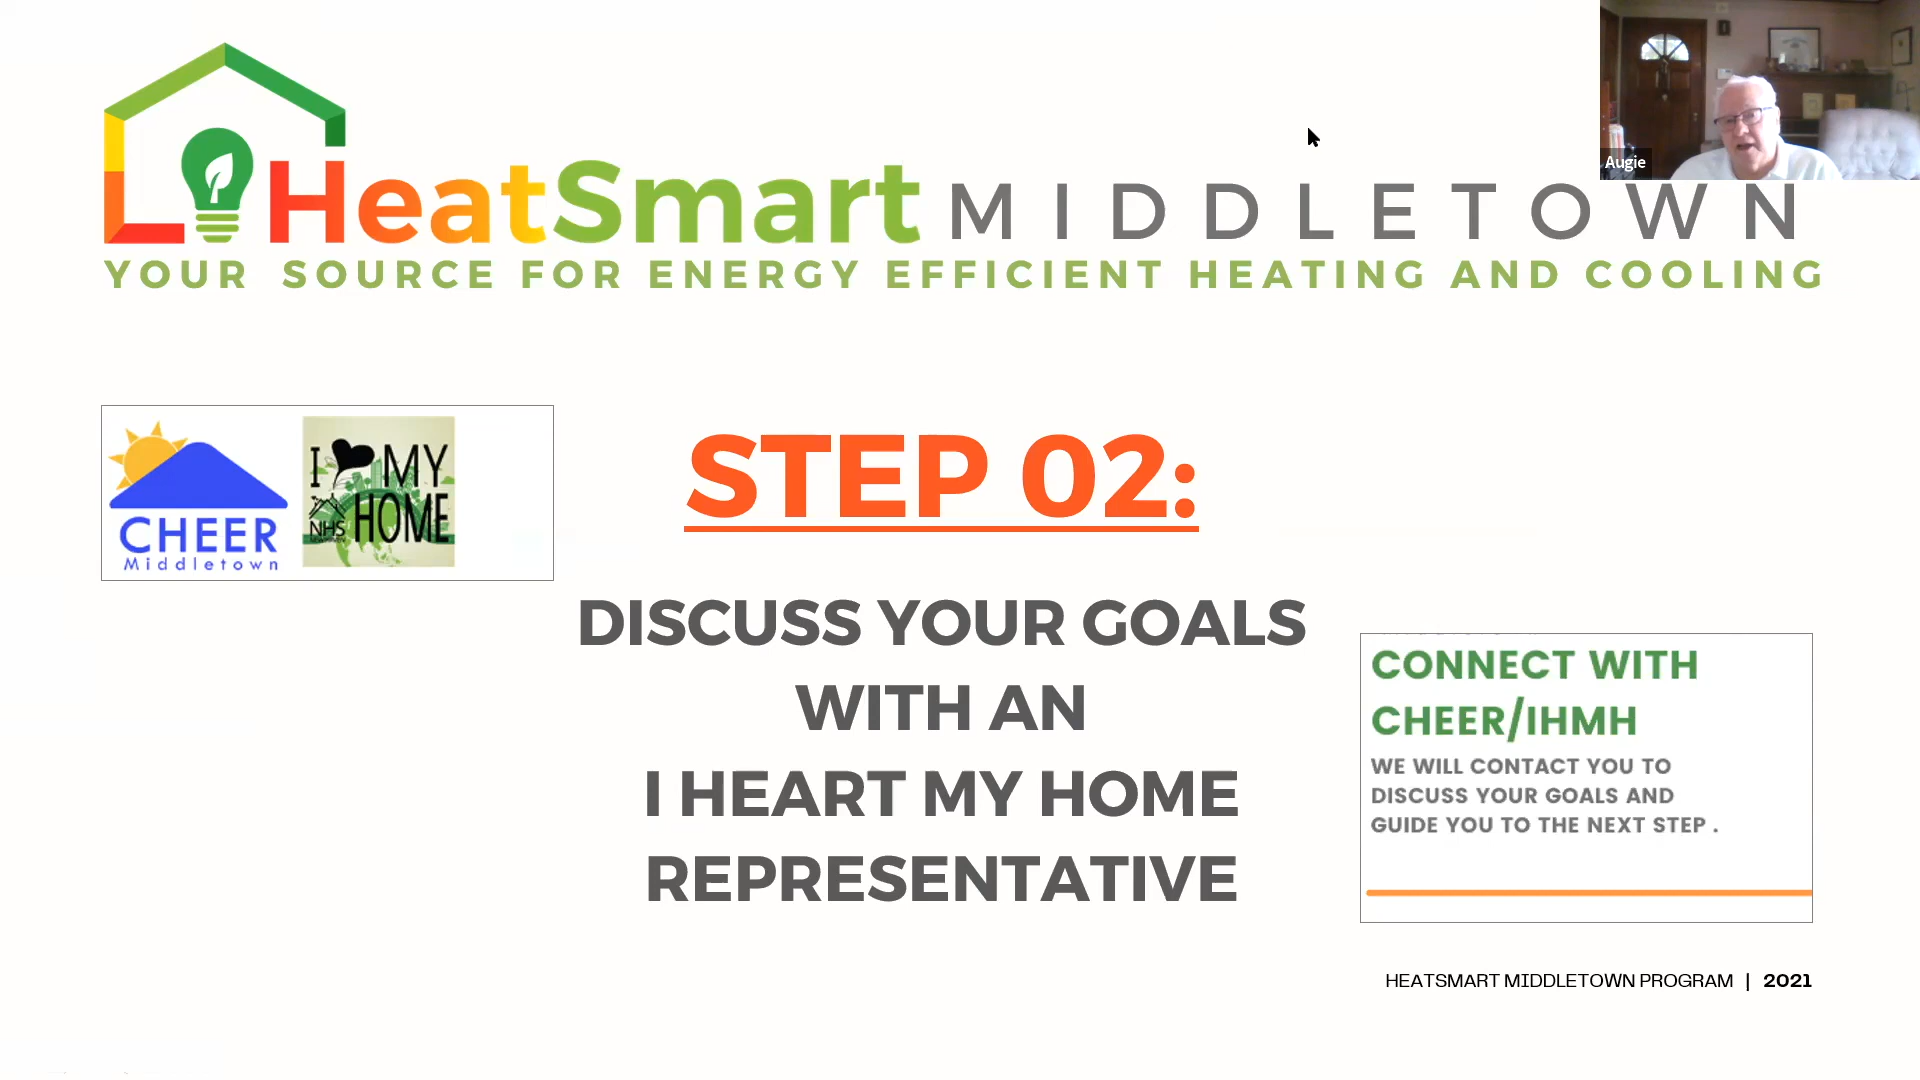 HeatSmart MIDDLETOWN
YOUR SOURCE FOR ENERGY EFFICIENT HEATING AND COOLING
Augie
CHEER
Middletown
I MY
NHS HOME
STEP 02:
DISCUSS YOUR GOALS
WITH AN
I HEART MY HOME
REPRESENTATIVE
CONNECT WITH
CHEER/IHMH
WE WILL CONTACT YOU TO
DISCUSS YOUR GOALS AND
GUIDE YOU TO THE NEXT STEP .
HEATSMART MIDDLETOWN PROGRAM | 2021